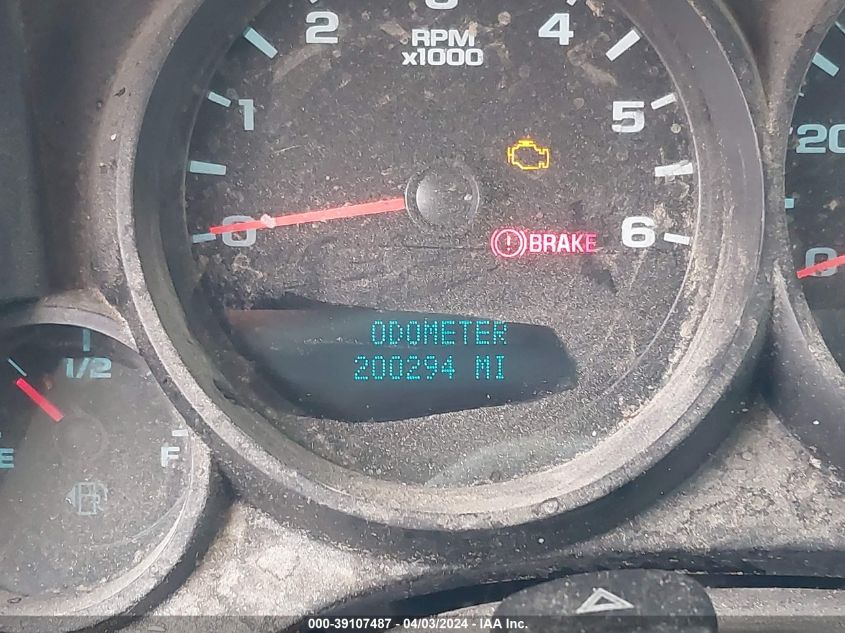 2
3
4
RPM
x1000
1
5
20
0
6
0
BRAKE
ODOMETER
200294 MI
1/2
E
F
000-39107487 - 04/03/2024 - IAA Inc.